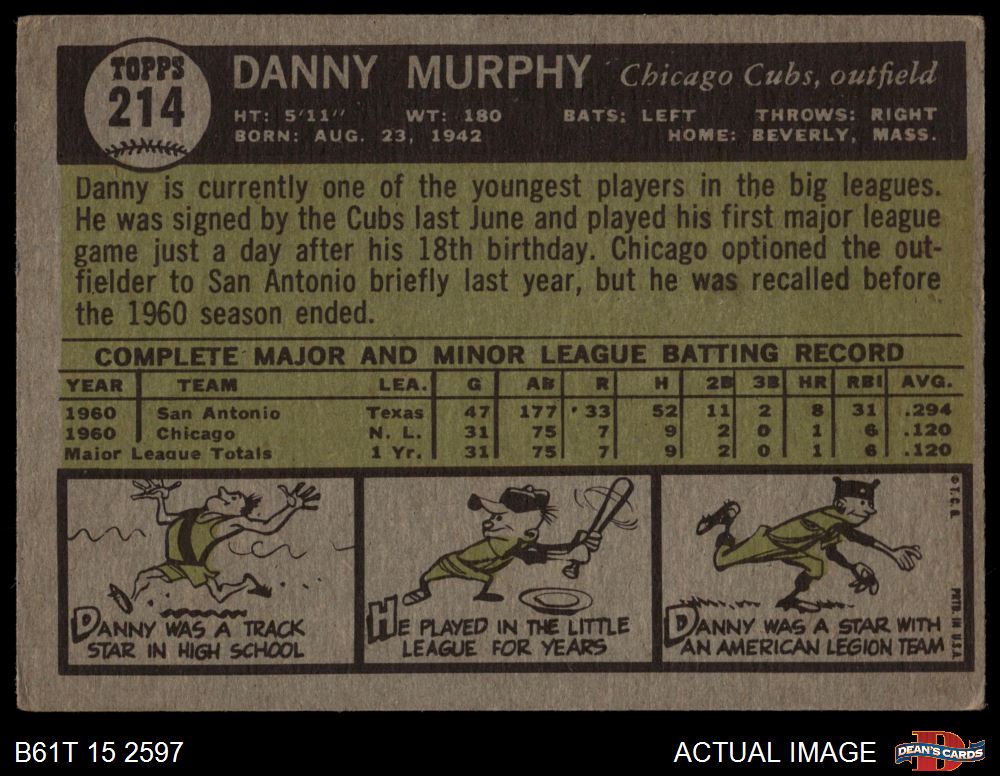 TOPPS
214
DANNY MURPHY Chicago Cubs, outfield
HT: 5'11" WT: 180 BATS: LEFT THROWS: RIGHT
BORN: AUG. 23, 1942 HOME: BEVERLY, MASS.
Danny is currently one of the youngest players in the big leagues.
He was signed by the Cubs last June and played his first major league
game just a day after his 18th birthday. Chicago optioned the out-
fielder to San Antonio briefly last year, but he was recalled before
the 1960 season ended.
COMPLETE MAJOR AND MINOR LEAGUE BATTING RECORD
YEAR TEAM LEA. G AB R H 2B 3B HR RBI AVG.
1960 San Antonio Texas 47 177 33 52 11 2 8 31 .294
1960 Chicago N. L. 31 75 7 9 2 0 1 6 .120
Major League Totals 1 Yr. 31 75 7 9 2 0 1 6 .120
DANNY WAS A TRACK
STAR IN HIGH SCHOOL
HE PLAYED IN THE LITTLE
LEAGUE FOR YEARS
DANNY WAS A STAR WITH
AN AMERICAN LEGION TEAM
© T. C. G.
PRTD. IN U.S.A.
B61T 15 2597
ACTUAL IMAGE
DEAN'S CARDS